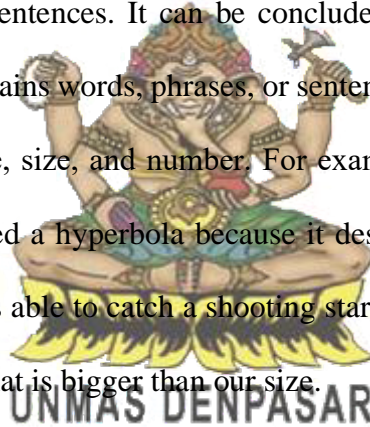 entences. It can be conclude
ains words, phrases, or senten
e, size, and number. For exam
ed a hyperbola because it des
s able to catch a shooting star
at is bigger than our size.
UNMAS DENPASAR